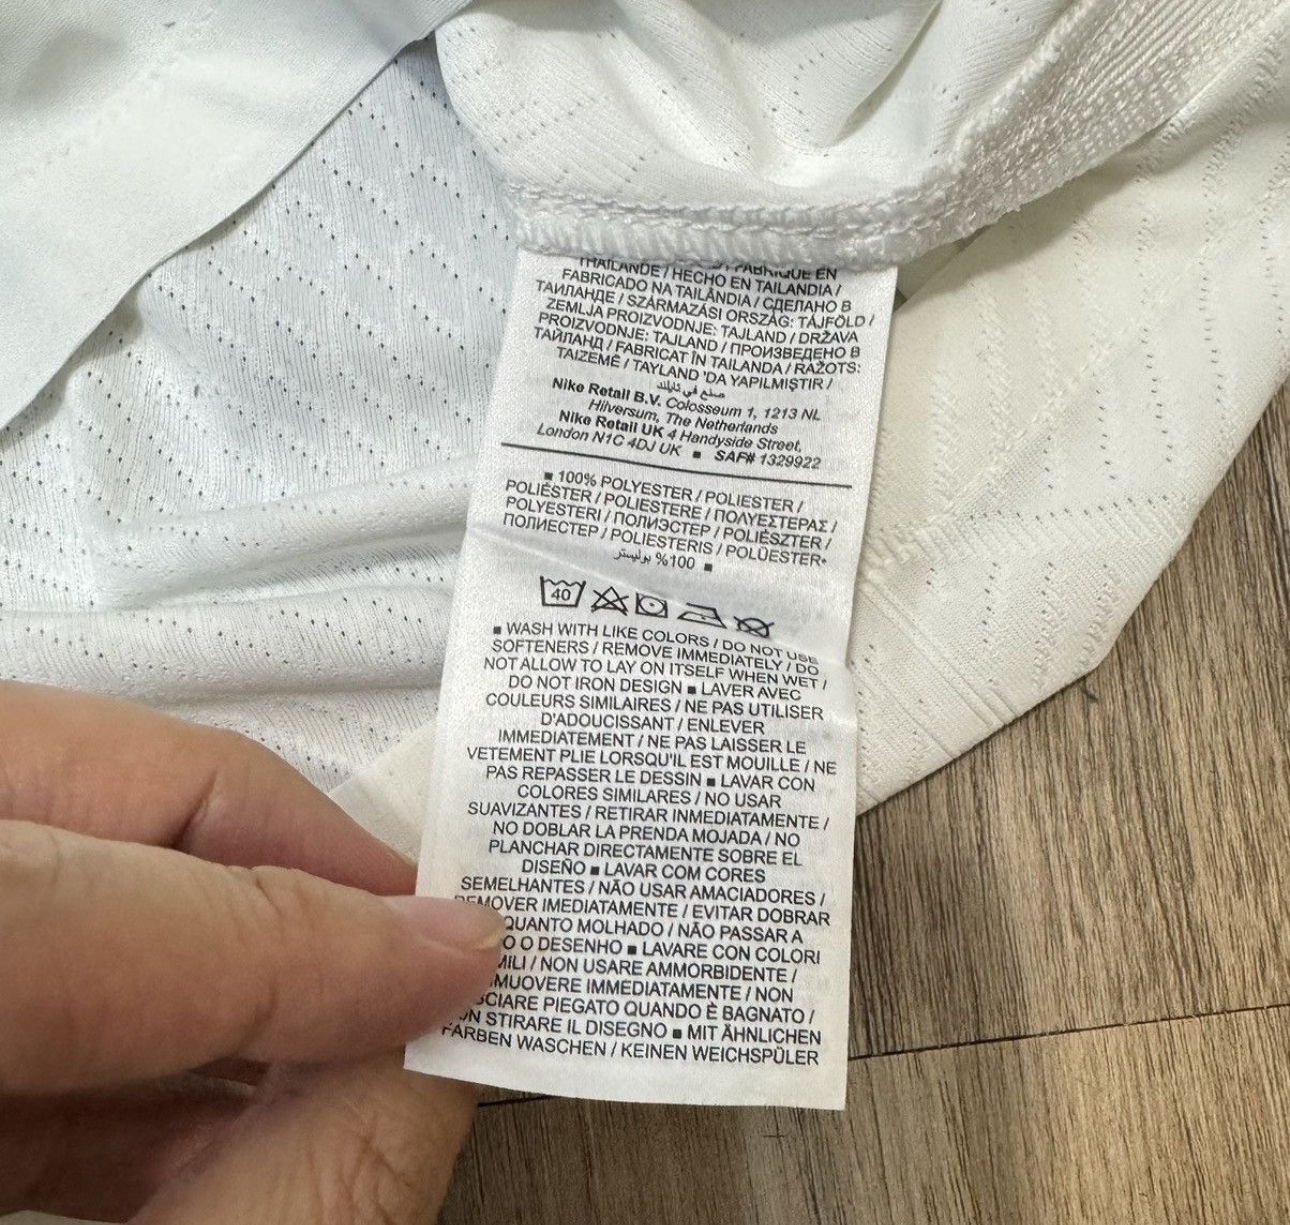 THAILANDE / HECHO EN TAILANDIA / FABRIQUÉ EN
FABRICADO NA TAILÂNDIA / СДЕЛАНО В
ТАИЛАНДЕ / SZÁRMAZÁSI ORSZÁG: TÁJFÖLD /
ZEMLJA PROIZVODNJE: TAJLAND / DRŽAVA
PROIZVODNJE: TAJLAND / ПРОИЗВЕДЕНО В
ТАЙЛАНД / FABRICAT ÎN TAILANDA / RAŽOTS:
TAIZEMĒ / TAYLAND 'DA YAPILMIŞTIR /
صنع في تايلاند
Nike Retail B.V. Colosseum 1, 1213 NL
Hilversum, The Netherlands
Nike Retail UK 4 Handyside Street,
London N1C 4DJ UK ■ SAF# 1329922
■ 100% POLYESTER / POLIESTER /
POLIÉSTER / POLIESTERE / ΠΟΛΥΕΣΤΕΡΑΣ /
POLYESTERI / ПОЛИЭСТЕР / POLIÉSZTER /
ПОЛИЕСТЕР / POLIESTERIS / POLÜESTER*
■ 100% بوليستر
40
■ WASH WITH LIKE COLORS / DO NOT USE
SOFTENERS / REMOVE IMMEDIATELY / DO
NOT ALLOW TO LAY ON ITSELF WHEN WET /
DO NOT IRON DESIGN ■ LAVER AVEC
COULEURS SIMILAIRES / NE PAS UTILISER
D'ADOUCISSANT / ENLEVER
IMMEDIATEMENT / NE PAS LAISSER LE
VETEMENT PLIE LORSQU'IL EST MOUILLE / NE
PAS REPASSER LE DESSIN ■ LAVAR CON
COLORES SIMILARES / NO USAR
SUAVIZANTES / RETIRAR INMEDIATAMENTE /
NO DOBLAR LA PRENDA MOJADA / NO
PLANCHAR DIRECTAMENTE SOBRE EL
DISEÑO ■ LAVAR COM CORES
SEMELHANTES / NÃO USAR AMACIADORES /
REMOVER IMEDIATAMENTE / EVITAR DOBRAR
QUANTO MOLHADO / NÃO PASSAR A
O DESENHO ■ LAVARE CON COLORI
MILI / NON USARE AMMORBIDENTE /
MUOVERE IMMEDIATAMENTE / NON
SCIARE PIEGATO QUANDO È BAGNATO /
ON STIRARE IL DISEGNO ■ MIT ÄHNLICHEN
FARBEN WASCHEN / KEINEN WEICHSPÜLER